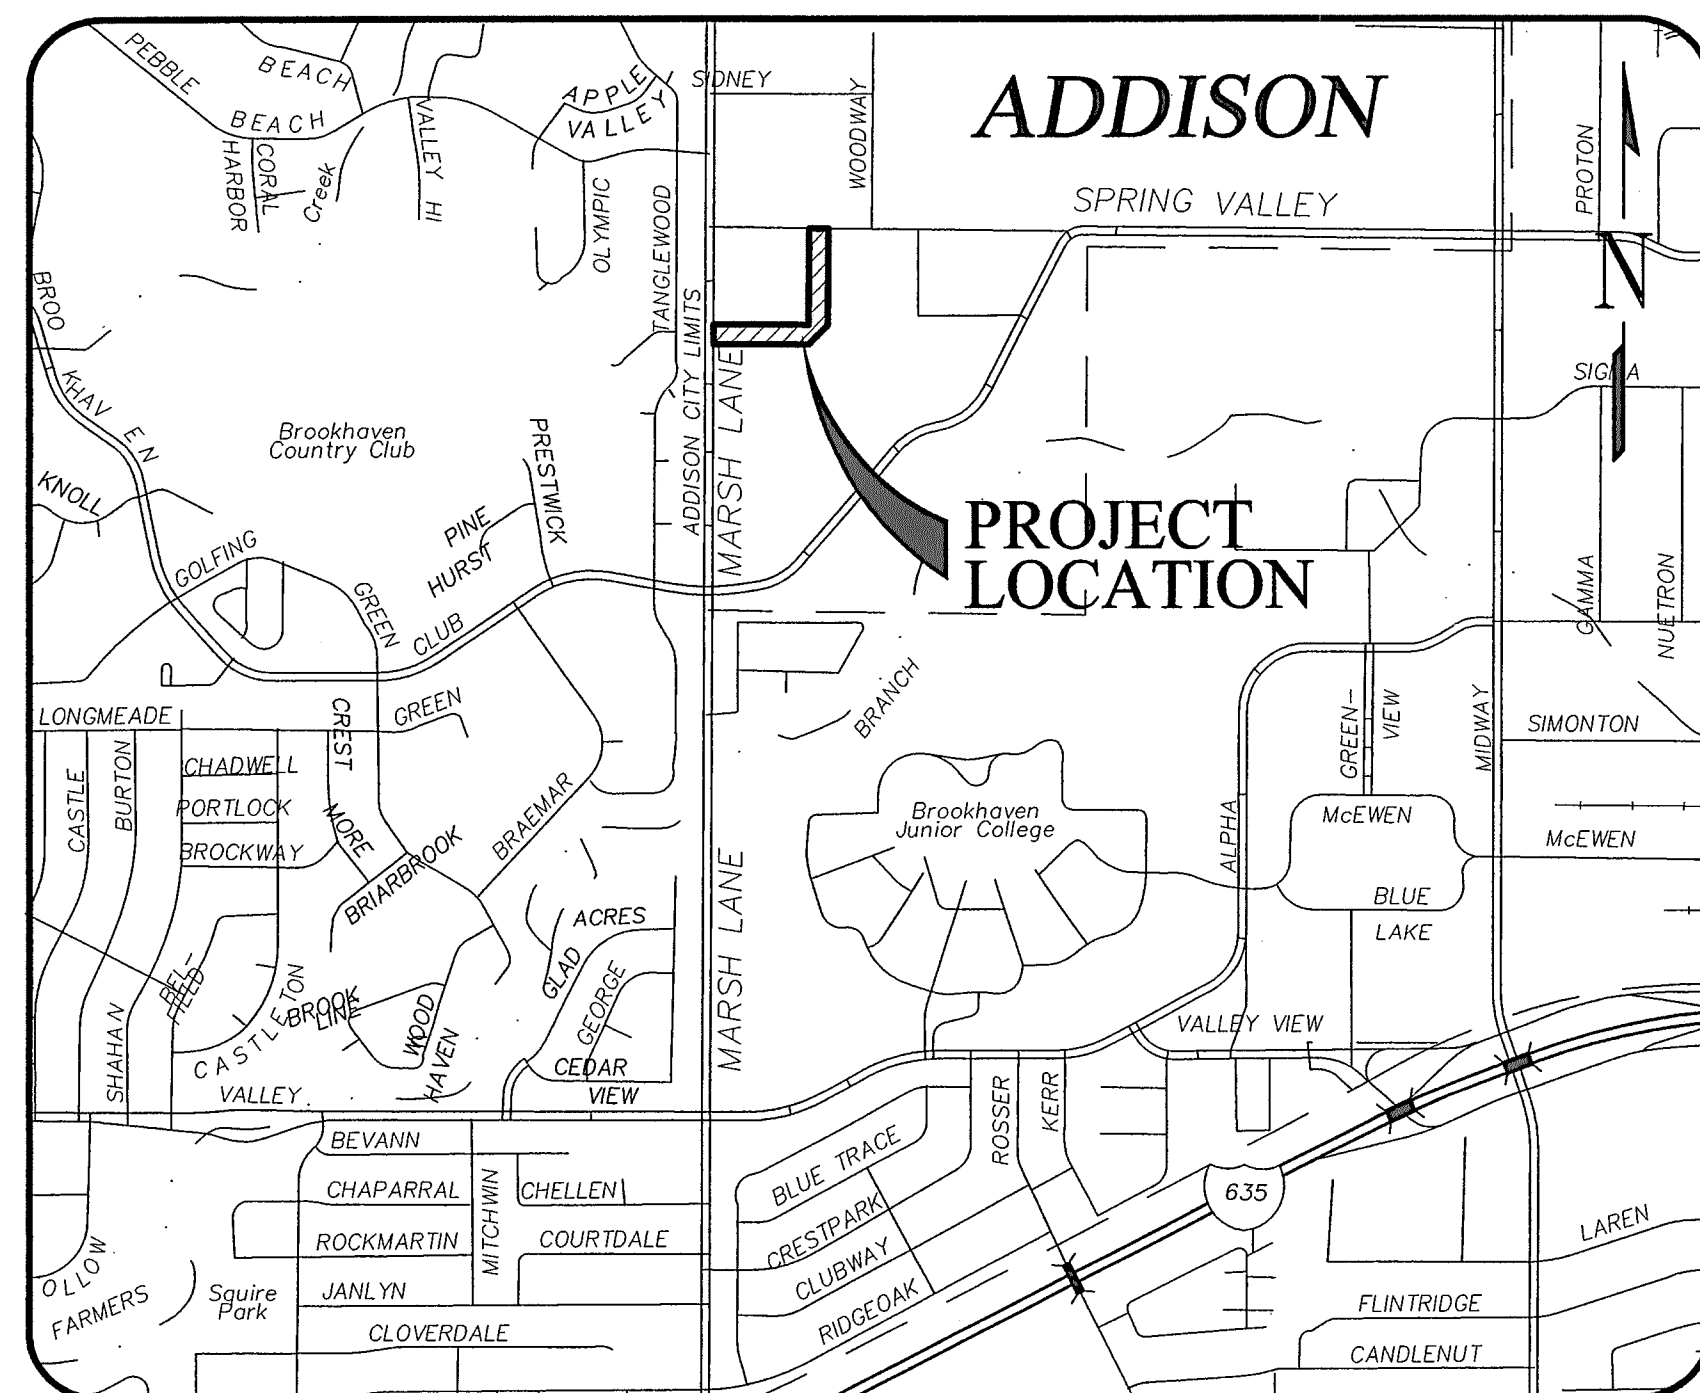 PEBBLE
BEACH
BEACH
APPLE
VALLEY
SIDNEY
WOODWAY
ADDISON
PROTON
CORAL
HARBOR
Creek
VALLEY HI
OLYMPIC
TANGLEWOOD
SPRING VALLEY
N
BROO
KHAV
EN
ADDISON CITY LIMITS
MARSH LANE
SIGMA
Brookhaven
Country Club
PRESTWICK
KNOLL
PINE
HURST
GOLFING
GREEN
CLUB
PROJECT
LOCATION
GAMMA
NUETRON
LONGMEADE
CREST
GREEN
BRANCH
GREEN-
VIEW
MIDWAY
SIMONTON
CASTLE
BURTON
CHADWELL
PORTLOCK
BROCKWAY
MORE
BRIARBROOK
BRAEMAR
Brookhaven
Junior College
ALPHA
McEWEN
McEWEN
BLUE
LAKE
MARSH LANE
ACRES
GLAD
GEORGE
BEL-
FIELD
CASTLETON
BROOK
LINE
WOOD
HAVEN
SHAHAN
CEDAR
VALLEY
VIEW
VALLEY VIEW
BEVANN
CHAPARRAL
MITCHWIN
CHELLEN
ROCKMARTIN
COURTDALE
JANLYN
CLOVERDALE
Squire
Park
OLLOW
FARMERS
ROSSER
KERR
BLUE TRACE
CRESTPARK
CLUBWAY
RIDGEOAK
635
LAREN
FLINTRIDGE
CANDLENUT